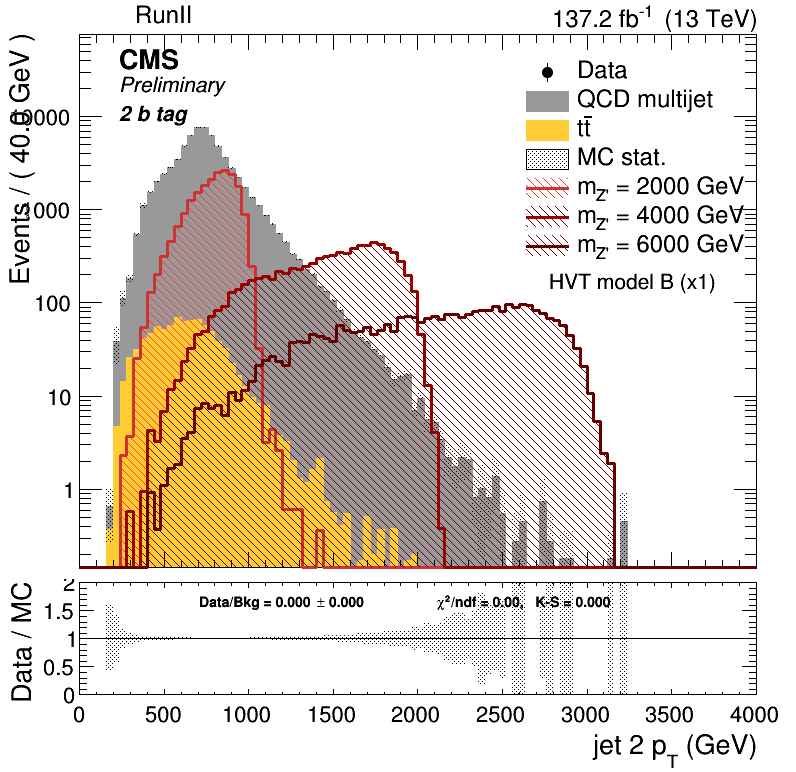 RunII 137.2 fb⁻¹ (13 TeV)
CMS
Preliminary
2 b tag
Data
QCD multijet
tt̄
MC stat.
m_Z' = 2000 GeV
m_Z' = 4000 GeV
m_Z' = 6000 GeV
HVT model B (x1)
Events / ( 40.0 GeV )
10000
1000
100
10
1
Data/Bkg = 0.000 ± 0.000 χ²/ndf = 0.00, K-S = 0.000
Data / MC
2
1.5
1
0.5
0
0 500 1000 1500 2000 2500 3000 3500 4000
jet 2 p_T (GeV)